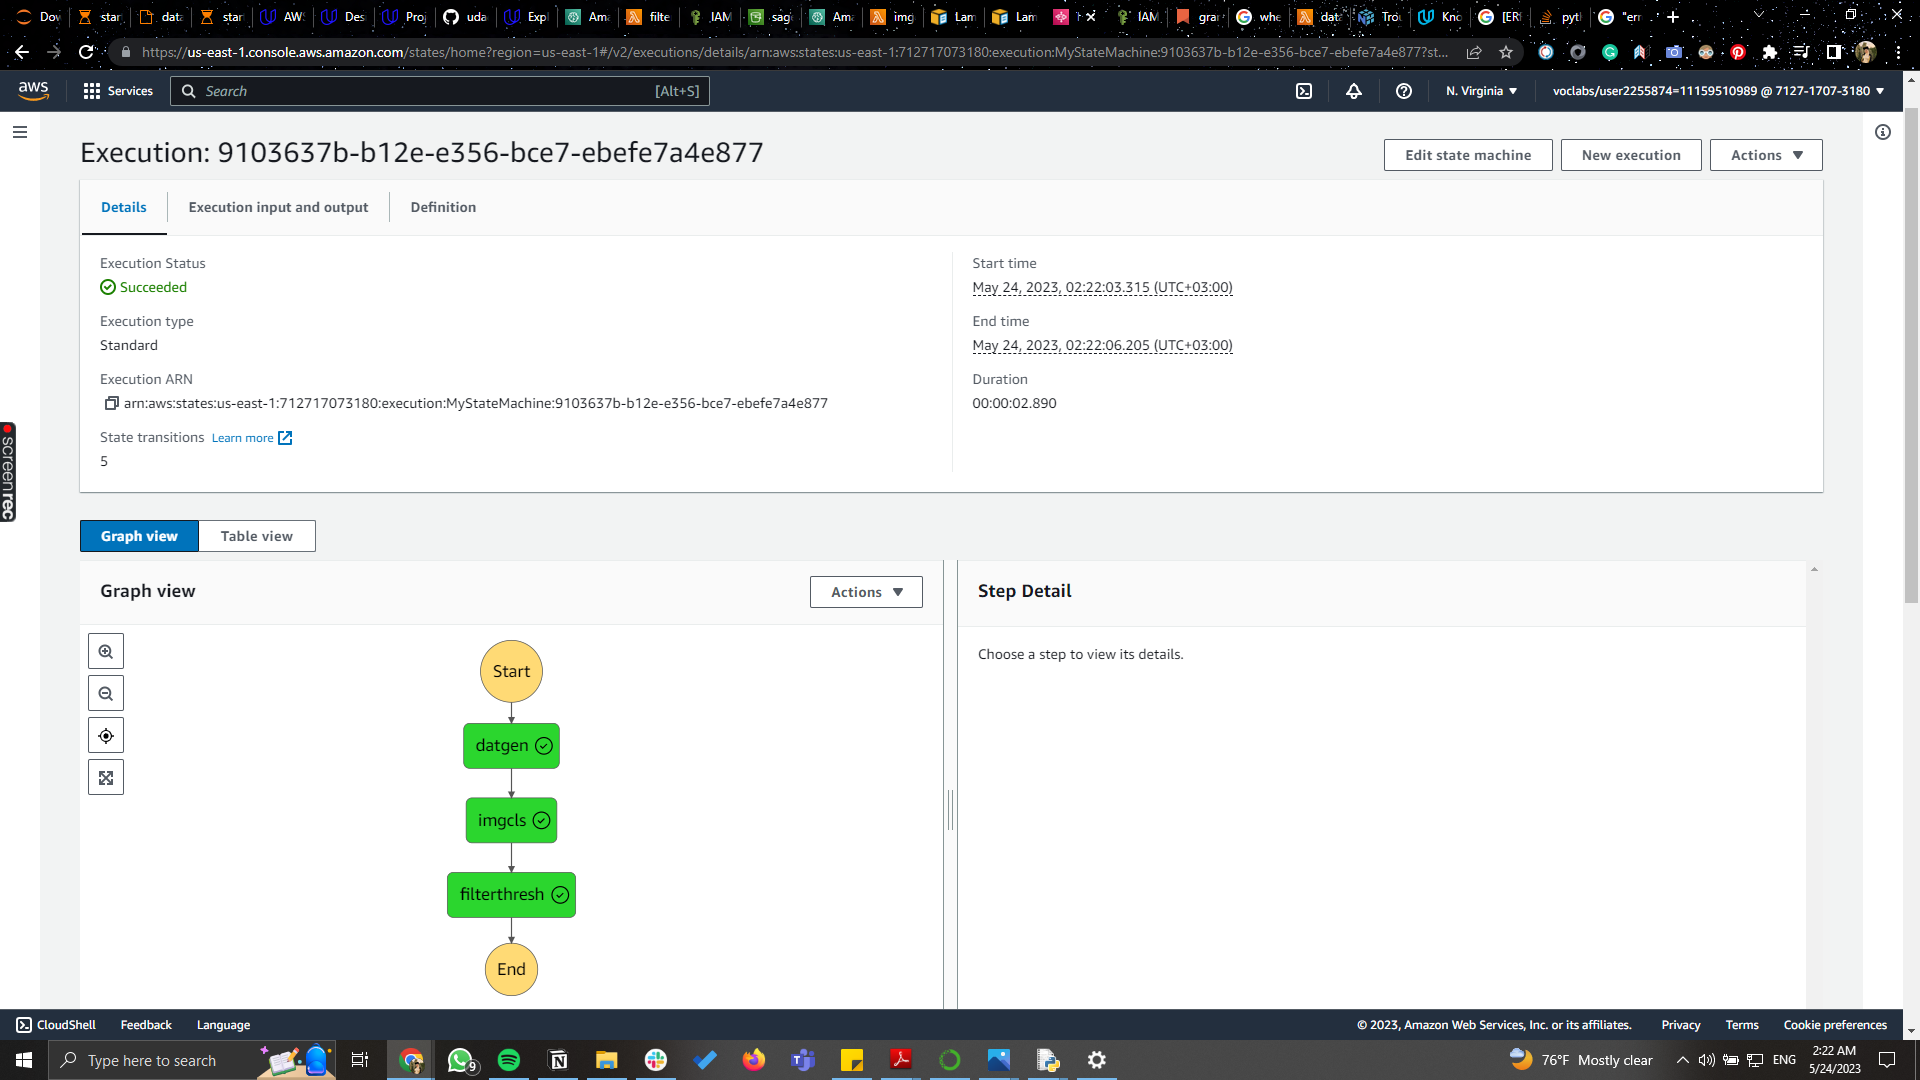 Dov
star
data
star
AW
Des
Proj
uda
Expl
Ama
filte
IAM
sag
Ama
img
Lam
Lam
IAM
gran
whe
data
Trou
Kno
[ER
pyth
"err
https://us-east-1.console.aws.amazon.com/states/home?region=us-east-1#/v2/executions/details/arn:aws:states:us-east-1:712717073180:execution:MyStateMachine:9103637b-b12e-e356-bce7-ebefe7a4e877?st...
aws
Services
Search
[Alt+S]
N. Virginia
voclabs/user2255874=11159510989 @ 7127-1707-3180
Execution: 9103637b-b12e-e356-bce7-ebefe7a4e877
Edit state machine
New execution
Actions
Details
Execution input and output
Definition
Execution Status
Succeeded
Execution type
Standard
Execution ARN
arn:aws:states:us-east-1:712717073180:execution:MyStateMachine:9103637b-b12e-e356-bce7-ebefe7a4e877
State transitions Learn more
5
Start time
May 24, 2023, 02:22:03.315 (UTC+03:00)
End time
May 24, 2023, 02:22:06.205 (UTC+03:00)
Duration
00:00:02.890
screenrec
Graph view
Table view
Graph view
Actions
Start
datgen
imgcls
filterthresh
End
Step Detail
Choose a step to view its details.
CloudShell
Feedback
Language
© 2023, Amazon Web Services, Inc. or its affiliates.
Privacy
Terms
Cookie preferences
Type here to search
9
76°F Mostly clear
ENG
2:22 AM
5/24/2023